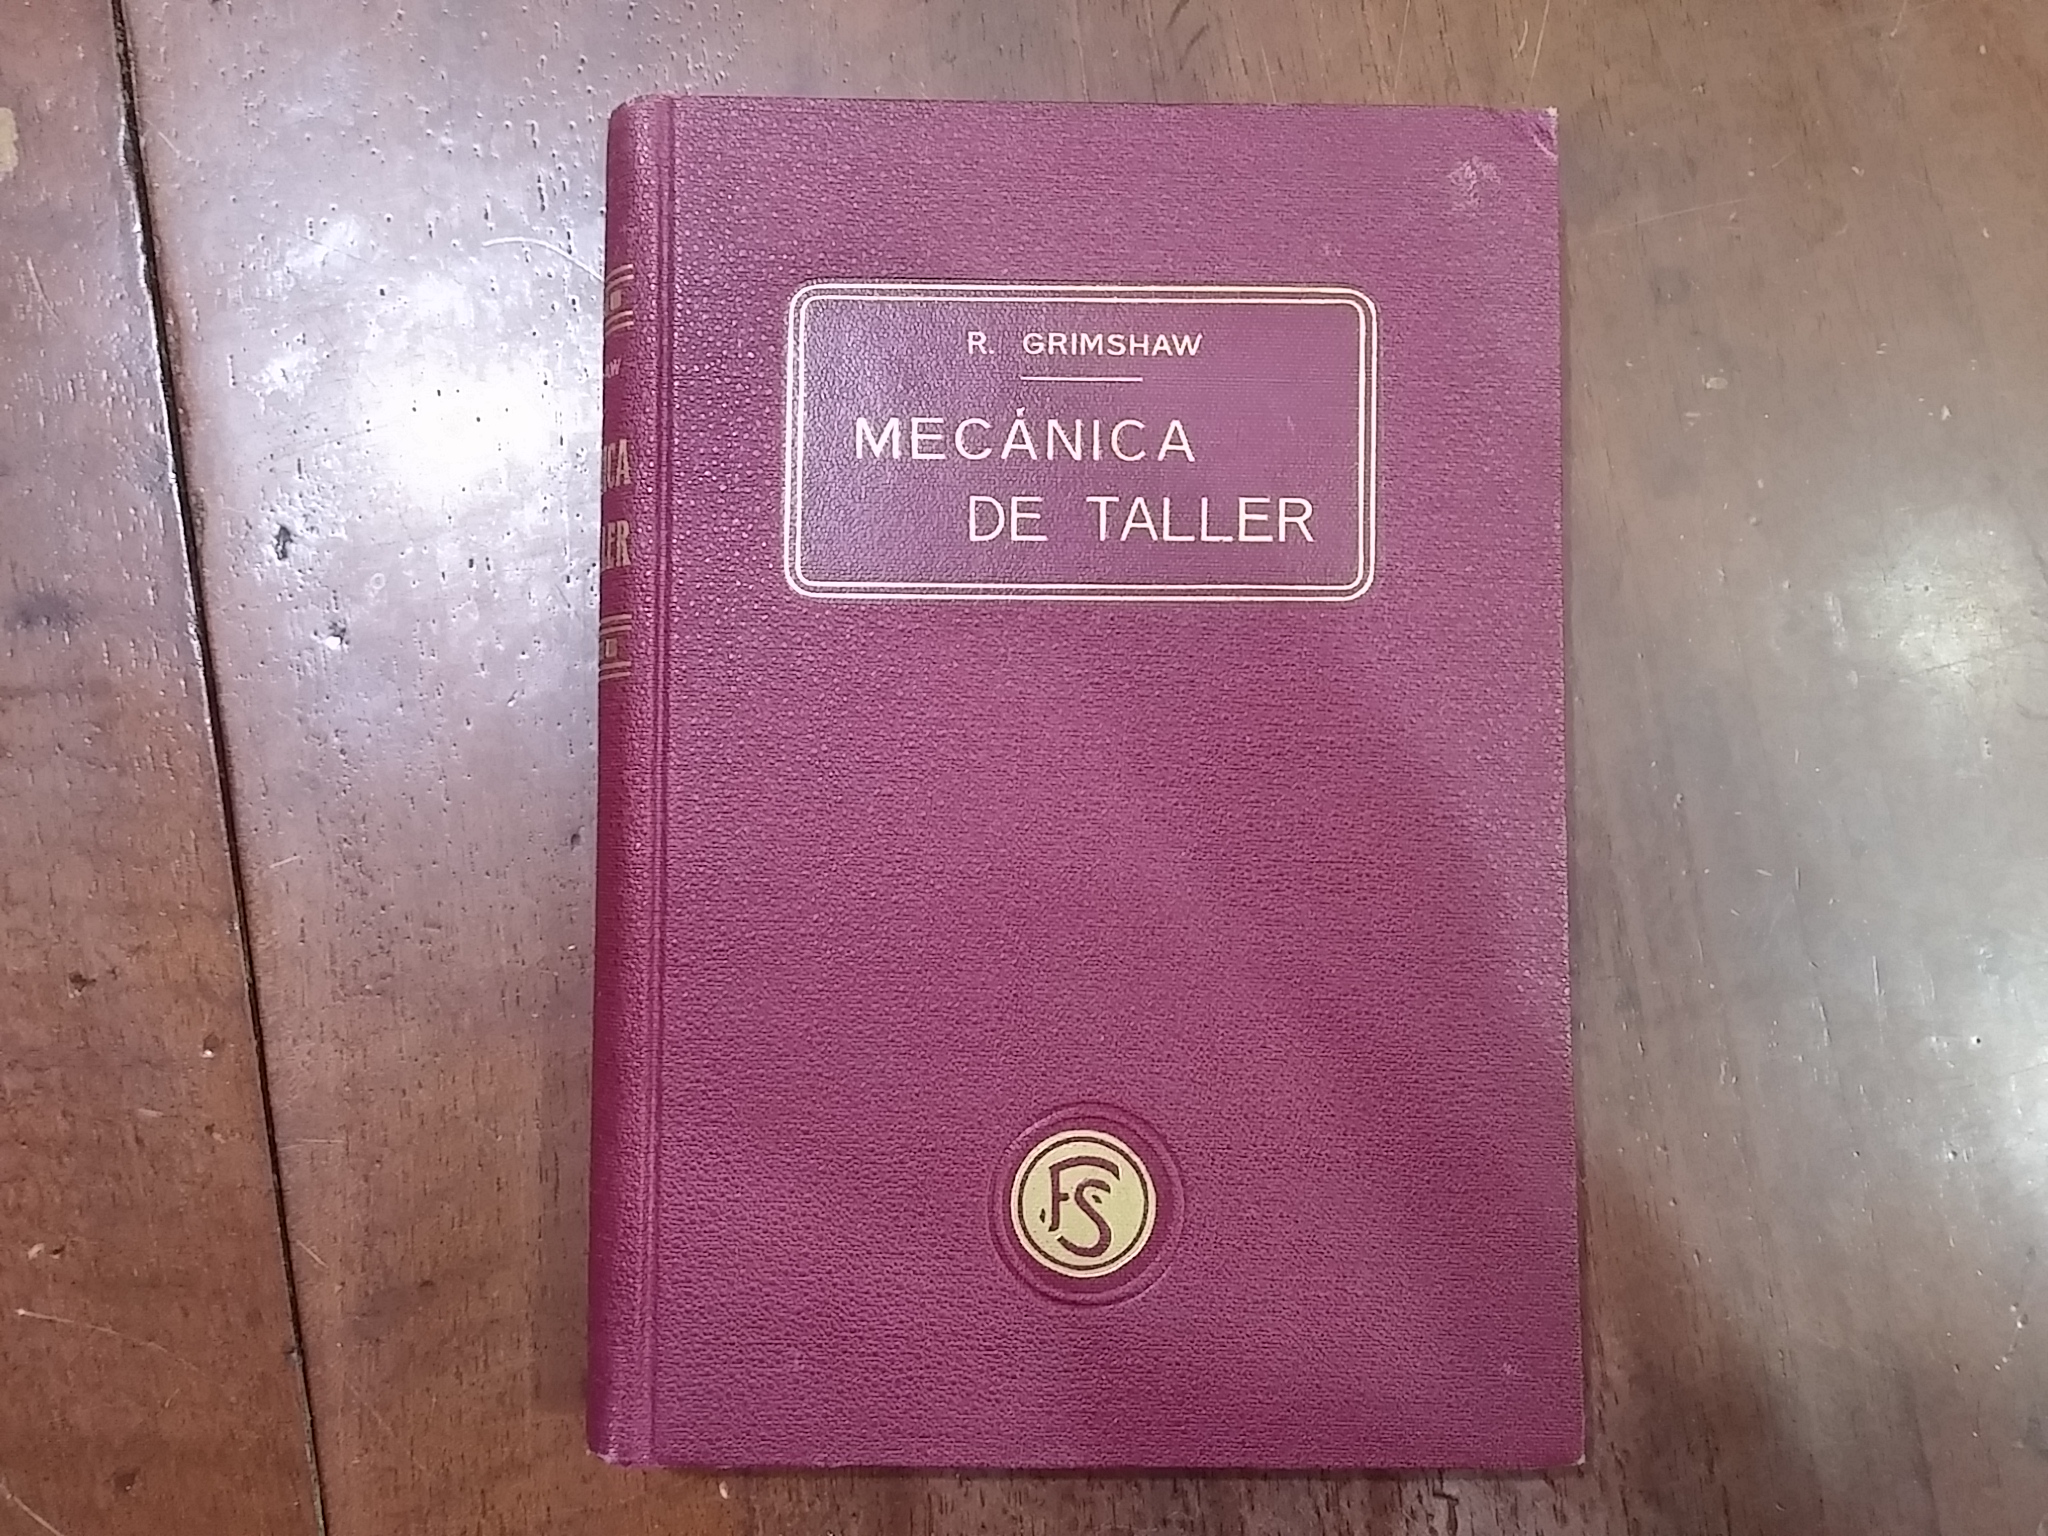 R. GRIMSHAW
MECÁNICA
DE TALLER
FS